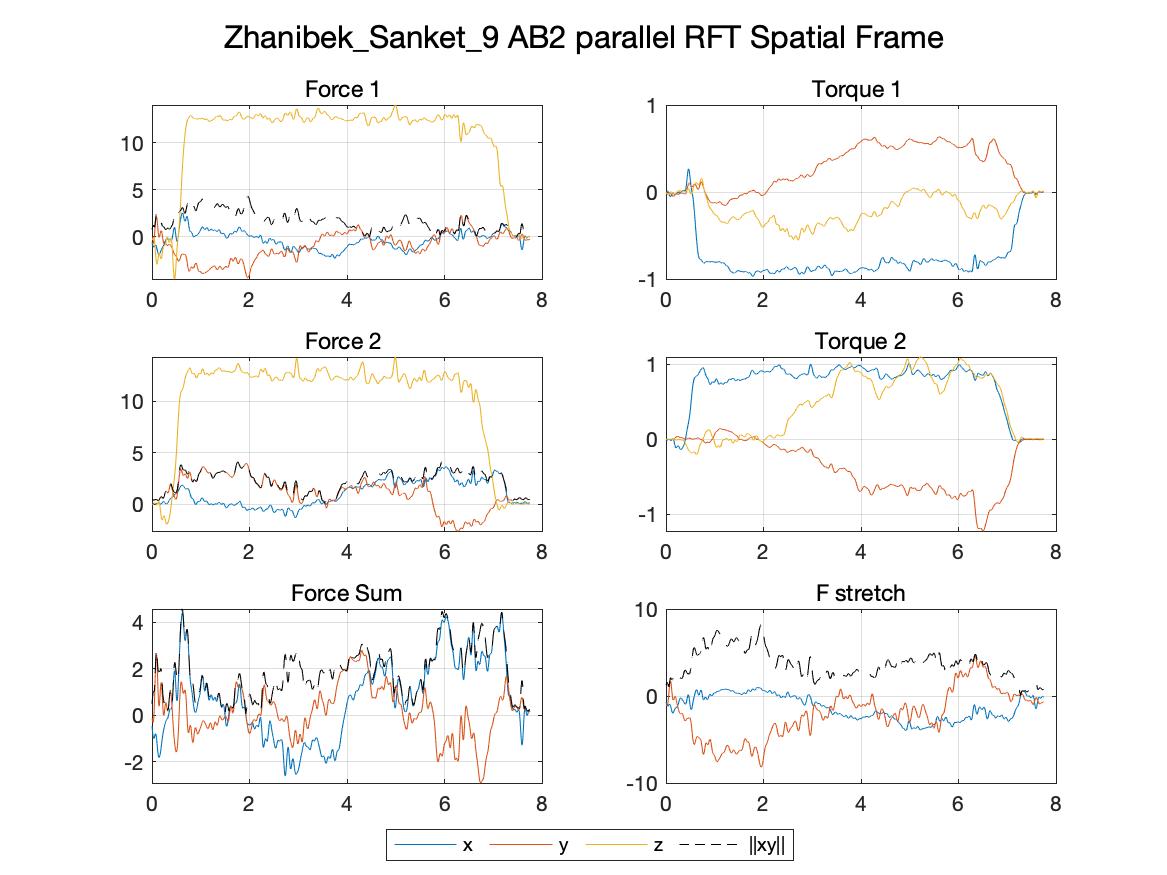 Zhanibek_Sanket_9 AB2 parallel RFT Spatial Frame
Force 1
10
5
0
0 2 4 6 8
Torque 1
1
0
-1
0 2 4 6 8
Force 2
10
5
0
0 2 4 6 8
Torque 2
1
0
-1
0 2 4 6 8
Force Sum
4
2
0
-2
0 2 4 6 8
F stretch
10
0
-10
0 2 4 6 8
x y z ||xy||